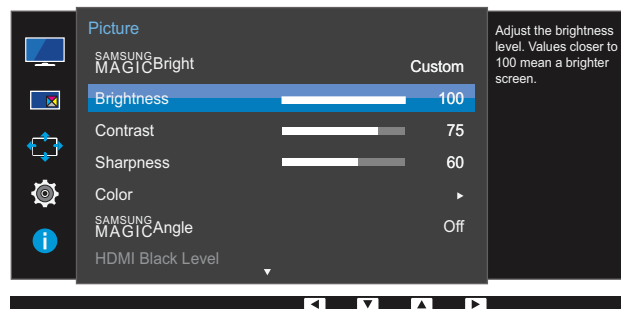 Picture
SAMSUNG
MAGICBright Custom
Brightness 100
Contrast 75
Sharpness 60
Color
SAMSUNG
MAGICAngle Off
HDMI Black Level
Adjust the brightness
level. Values closer to
100 mean a brighter
screen.